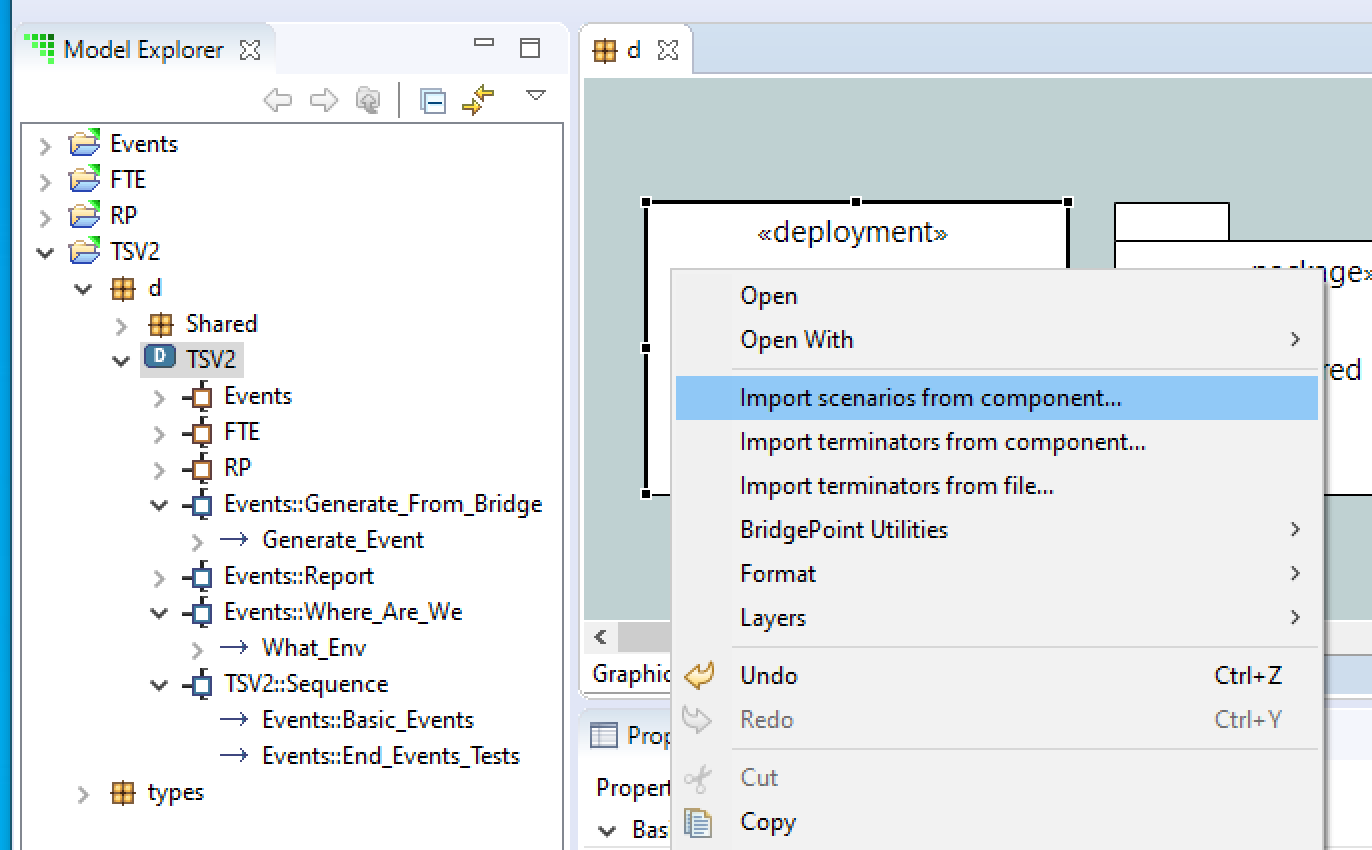 Model Explorer
Events
FTE
RP
TSV2
d
Shared
TSV2
Events
FTE
RP
Events::Generate_From_Bridge
Generate_Event
Events::Report
Events::Where_Are_We
What_Env
TSV2::Sequence
Events::Basic_Events
Events::End_Events_Tests
types
d
«deployment»
Open
Open With
Import scenarios from component...
Import terminators from component...
Import terminators from file...
BridgePoint Utilities
Format
Layers
Undo Ctrl+Z
Redo Ctrl+Y
Cut
Copy
Graphic
Prop
Propert
Bas